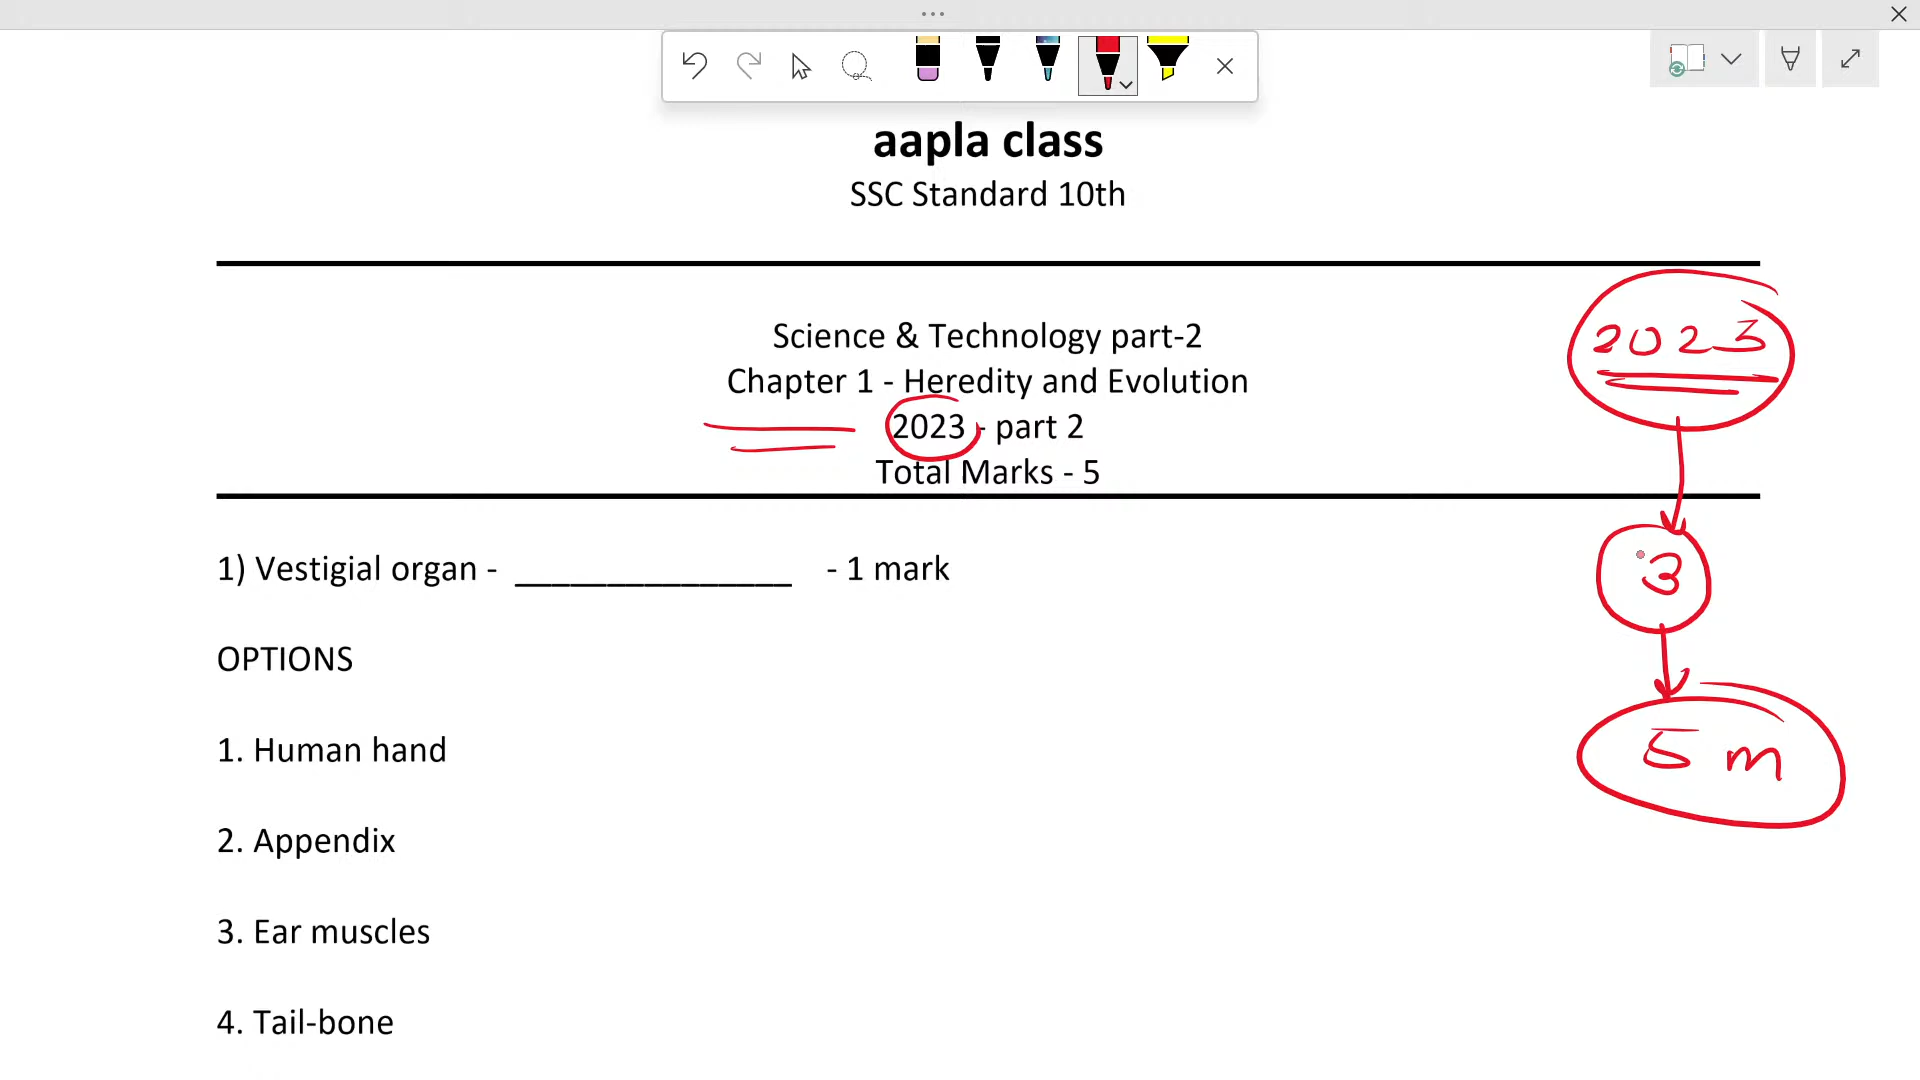 aapla class
SSC Standard 10th
Science & Technology part-2
Chapter 1 - Heredity and Evolution
2023 - part 2
Total Marks - 5
2023
3
5 m
1) Vestigial organ - _______________ - 1 mark
OPTIONS
1. Human hand
2. Appendix
3. Ear muscles
4. Tail-bone